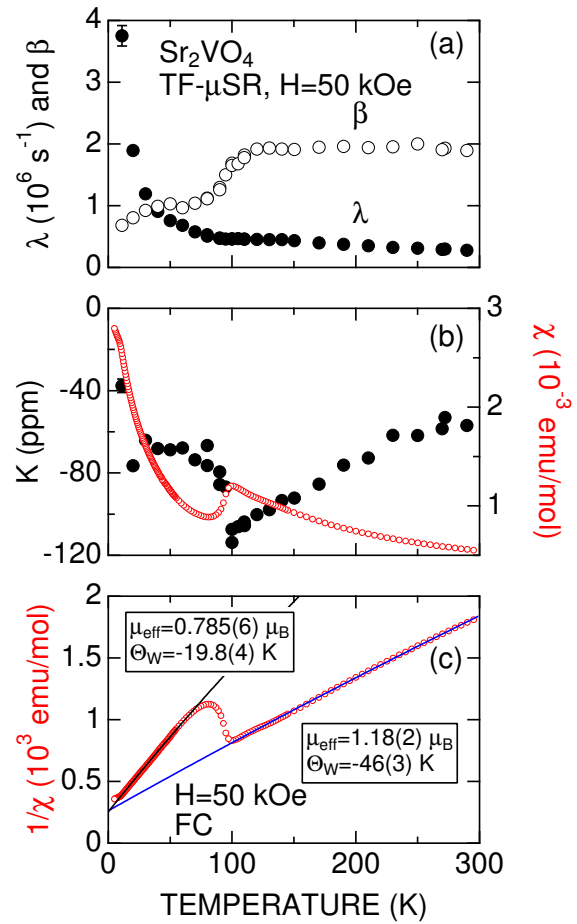 (a)
Sr₂VO₄
TF-μSR, H=50 kOe
β
λ
λ (10⁶ s⁻¹) and β
4
3
2
1
0
(b)
K (ppm)
0
-40
-80
-120
χ (10⁻³ emu/mol)
3
2
1
(c)
μeff=0.785(6) μB
ΘW=-19.8(4) K
μeff=1.18(2) μB
ΘW=-46(3) K
H=50 kOe
FC
1/χ (10³ emu/mol)
2
1.5
1
0.5
0
0
100
200
300
TEMPERATURE (K)